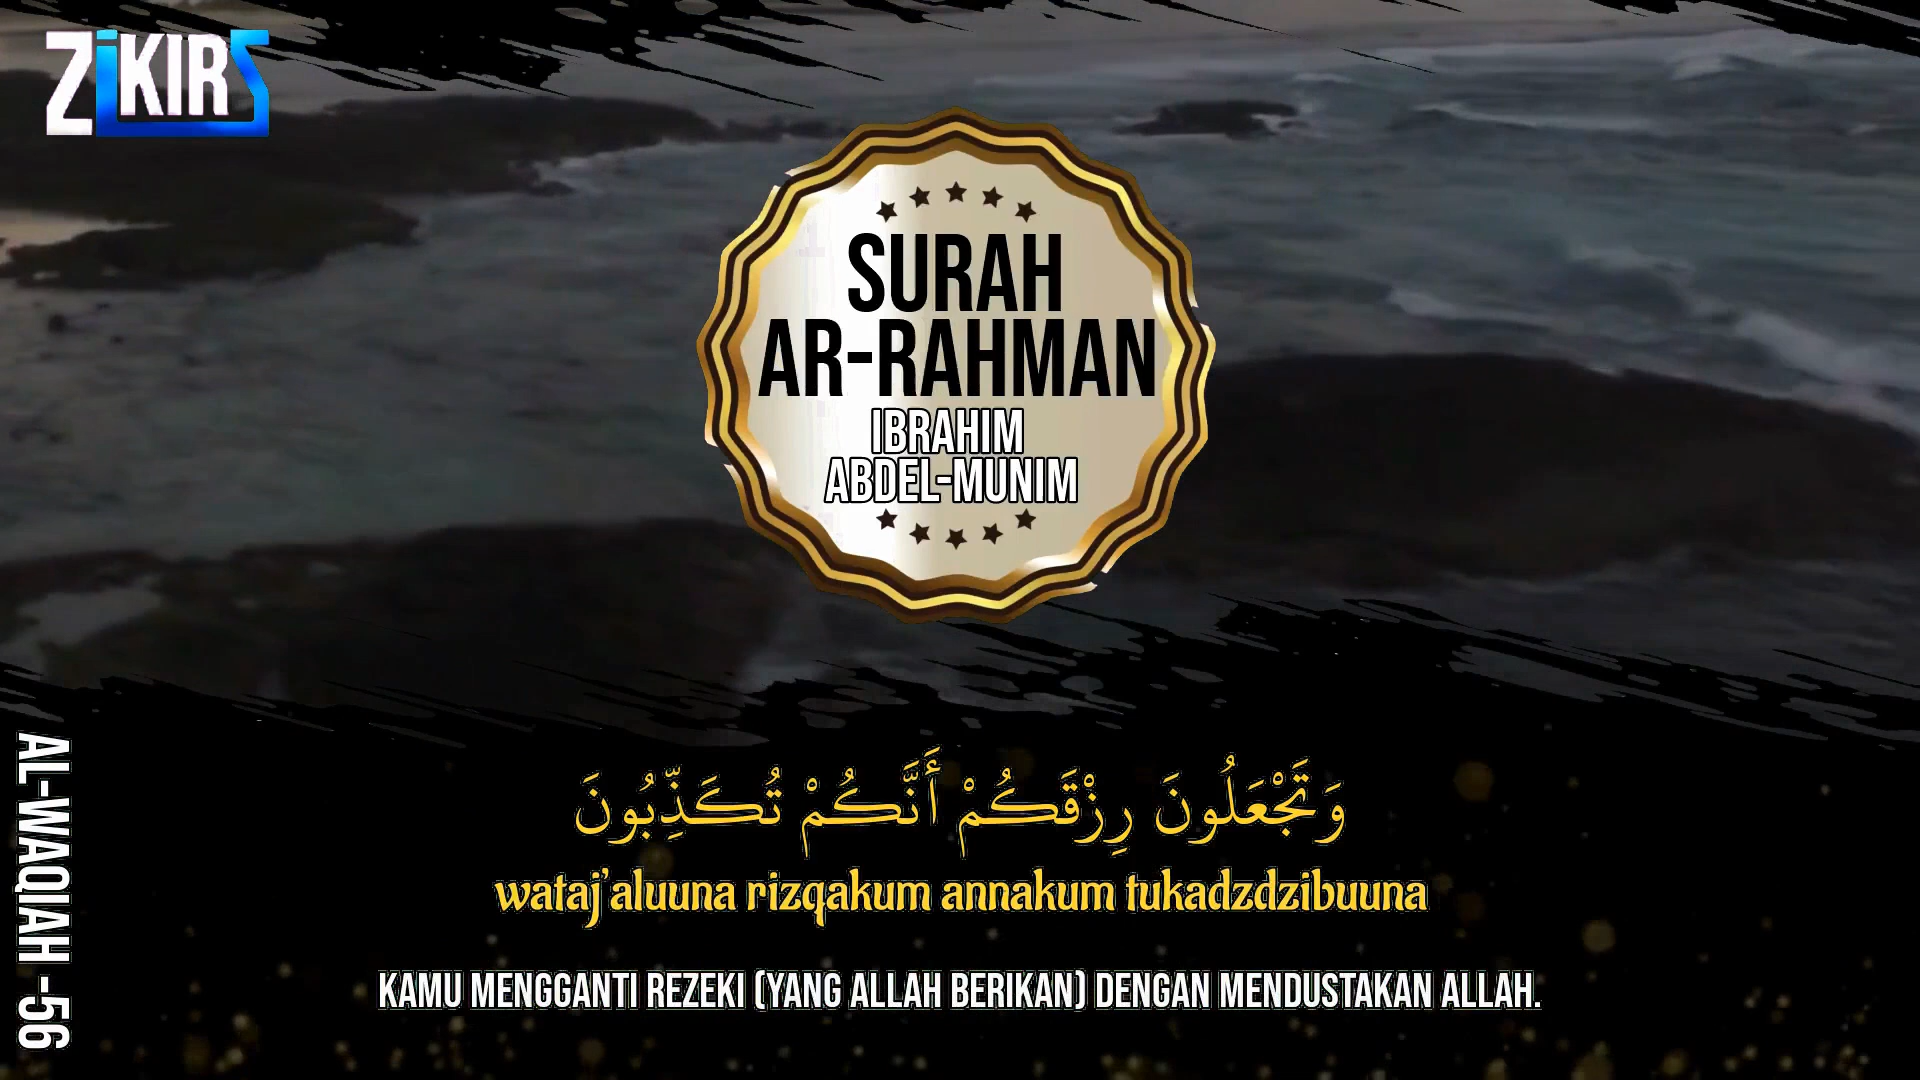 ZIKIRS
SURAH
AR-RAHMAN
IBRAHIM
ABDEL-MUNIM
وَتَجْعَلُونَ رِزْقَكُمْ أَنَّكُمْ تُكَذِّبُونَ
wataj'aluuna rizqakum annakum tukadzdzibuuna
KAMU MENGGANTI REZEKI (YANG ALLAH BERIKAN) DENGAN MENDUSTAKAN ALLAH.
AL-WAQIAH -56